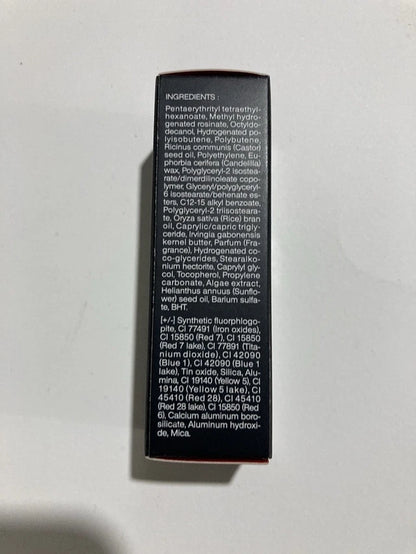 INGREDIENTS :
Pentaerythrityl tetraethyl-
hexanoate, Methyl hydro-
genated rosinate, Octyldo-
decanol, Hydrogenated po-
lyisobutene, Polybutene,
Ricinus communis (Castor)
seed oil, Polyethylene, Eu-
phorbia cerifera (Candelilla)
wax, Polyglyceryl-2 isostea-
rate/dimerdilinoleate copo-
lymer, Glyceryl/polyglyceryl-
6 isostearate/behenate es-
ters, C12-15 alkyl benzoate,
Polyglyceryl-2 triisosteara-
te, Oryza sativa (Rice) bran
oil, Caprylic/capric trigly-
ceride, Irvingia gabonensis
kernel butter, Parfum (Fra-
grance), Hydrogenated co-
co-glycerides, Stearalko-
nium hectorite, Caprylyl gly-
col, Tocopherol, Propylene
carbonate, Algae extract,
Helianthus annuus (Sunflo-
wer) seed oil, Barium sulfa-
te, BHT.
[+/-] Synthetic fluorphlogo-
pite, CI 77491 (Iron oxides),
CI 15850 (Red 7), CI 15850
(Red 7 lake), CI 77891 (Tita-
nium dioxide), CI 42090
(Blue 1), CI 42090 (Blue 1
lake), Tin oxide, Silica, Alu-
mina, CI 19140 (Yellow 5), CI
19140 (Yellow 5 lake), CI
45410 (Red 28), CI 45410
(Red 28 lake), CI 15850 (Red
6), Calcium aluminum boro-
silicate, Aluminum hydroxi-
de, Mica.